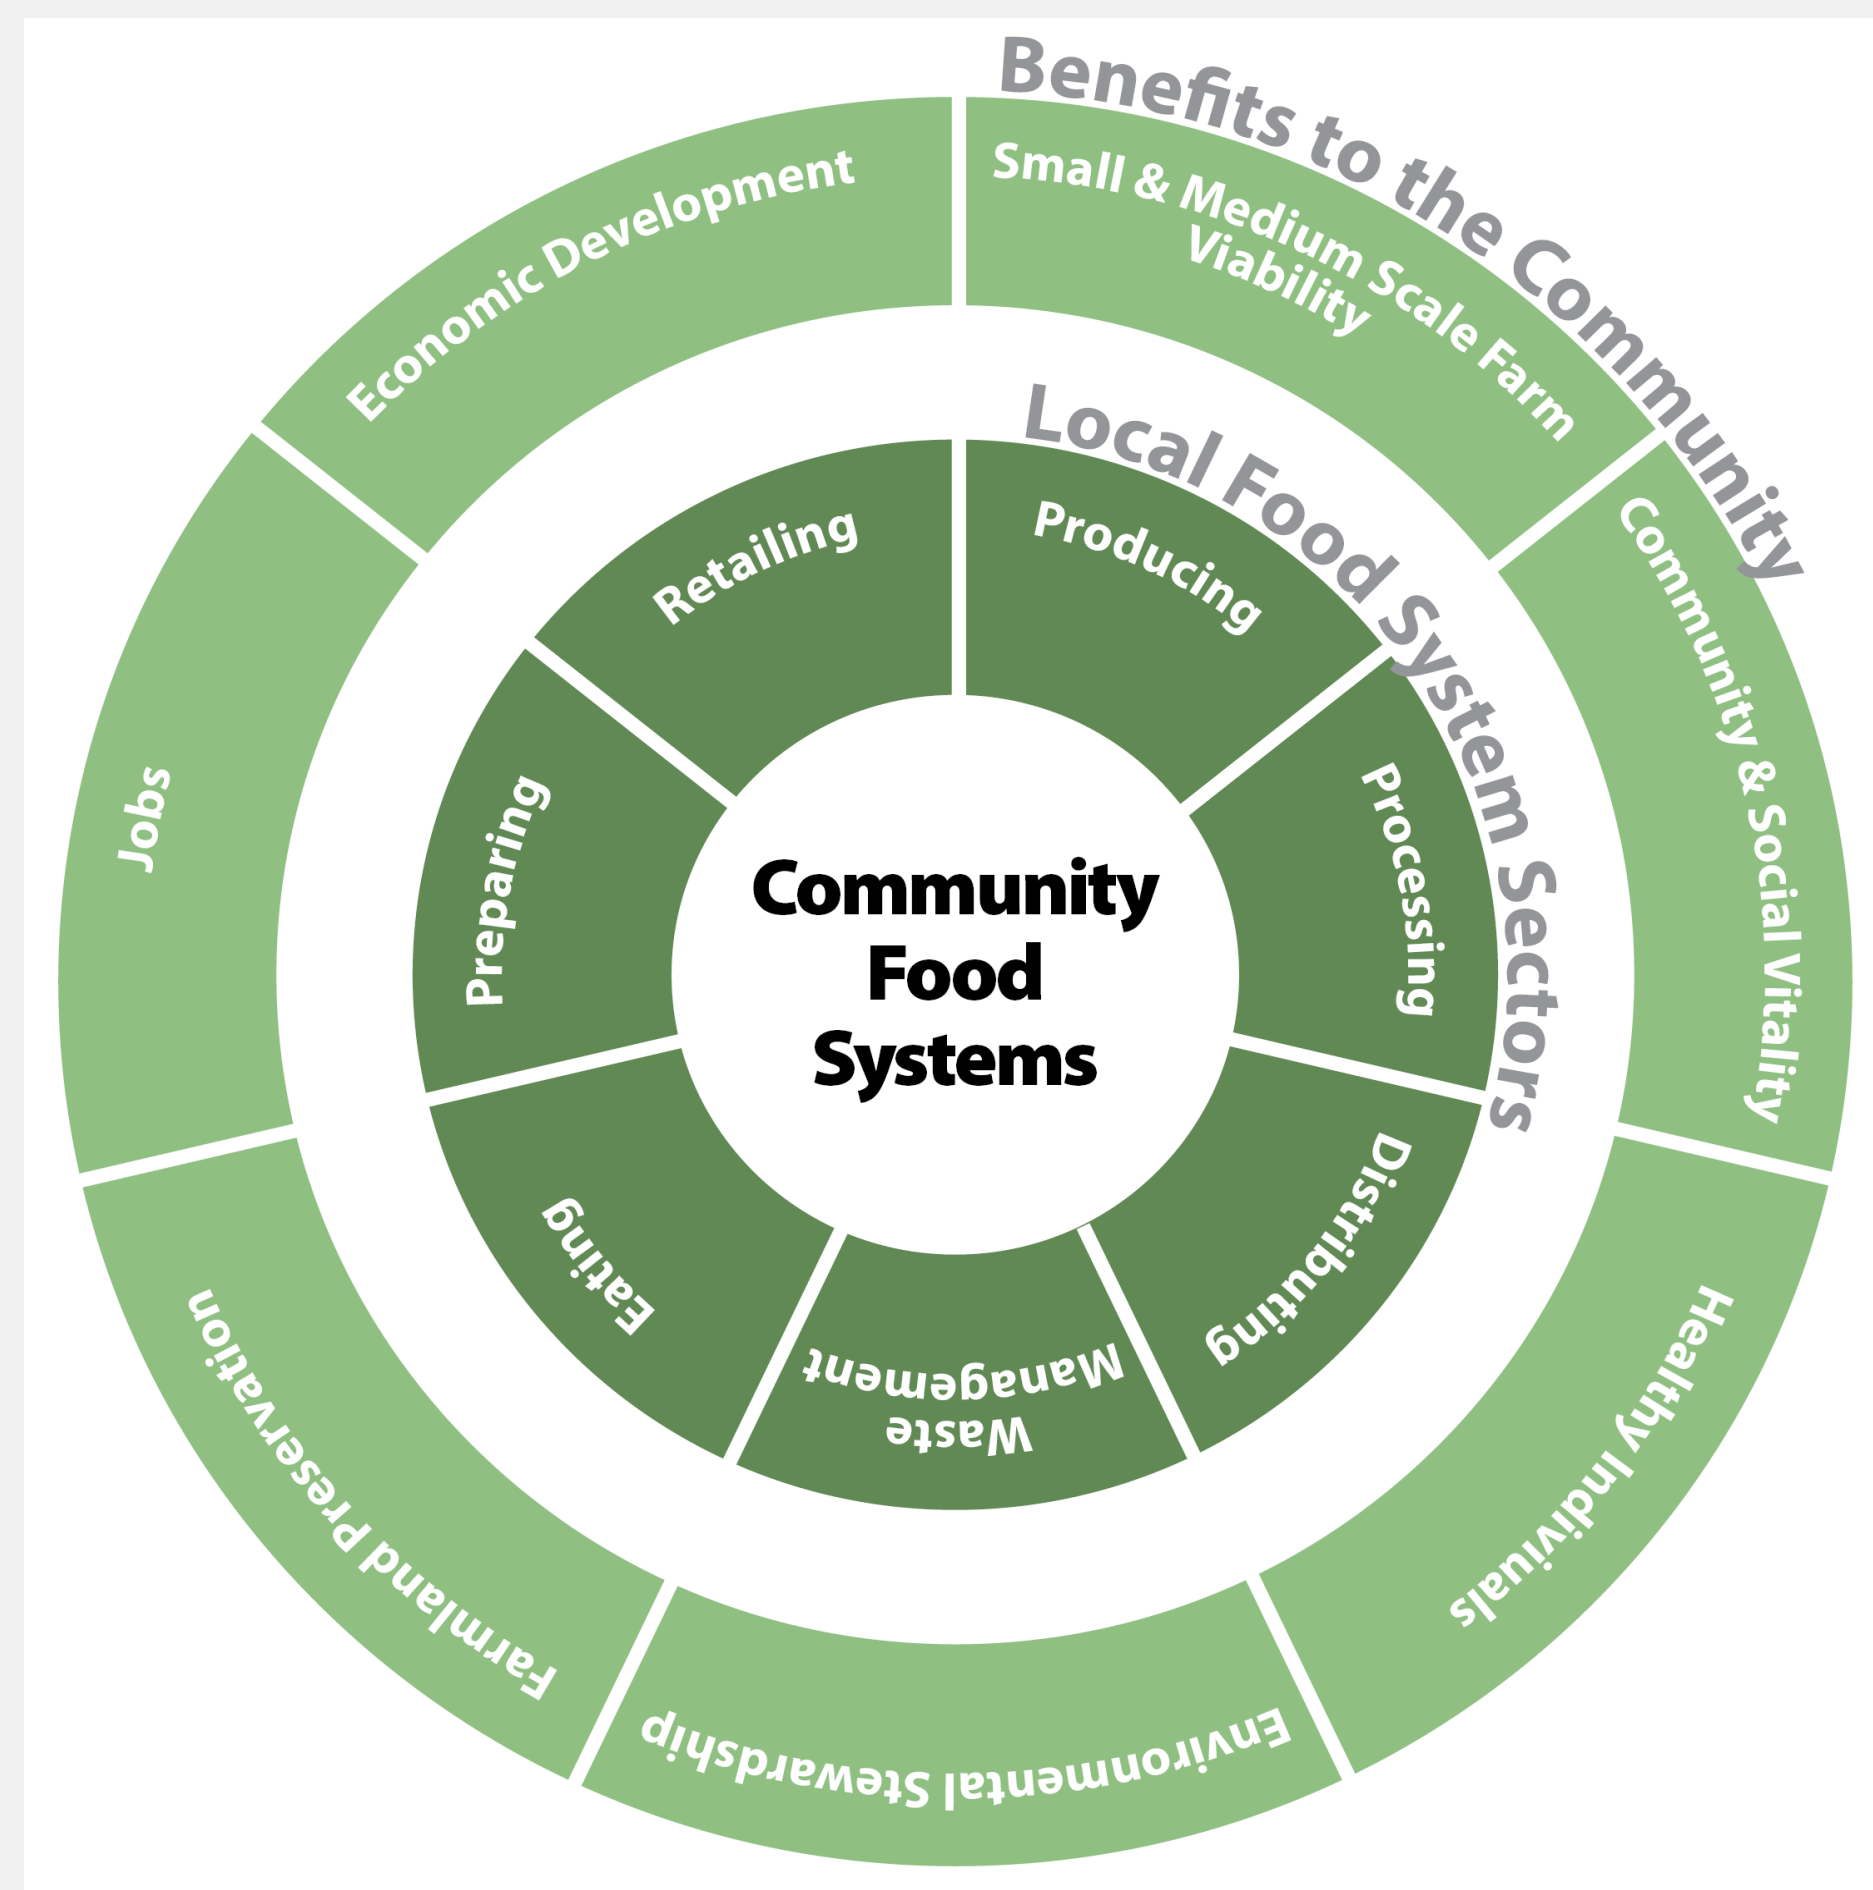 Benefits to the Community
Small & Medium Scale Farm
Viability
Community & Social Vitality
Healthy Indiviuals
Environmental Stewardship
Farmland Preservation
Jobs
Economic Development
Local Food System Sectors
Producing
Processing
Distributing
Waste
Management
Eating
Preparing
Retailing
Community
Food
Systems